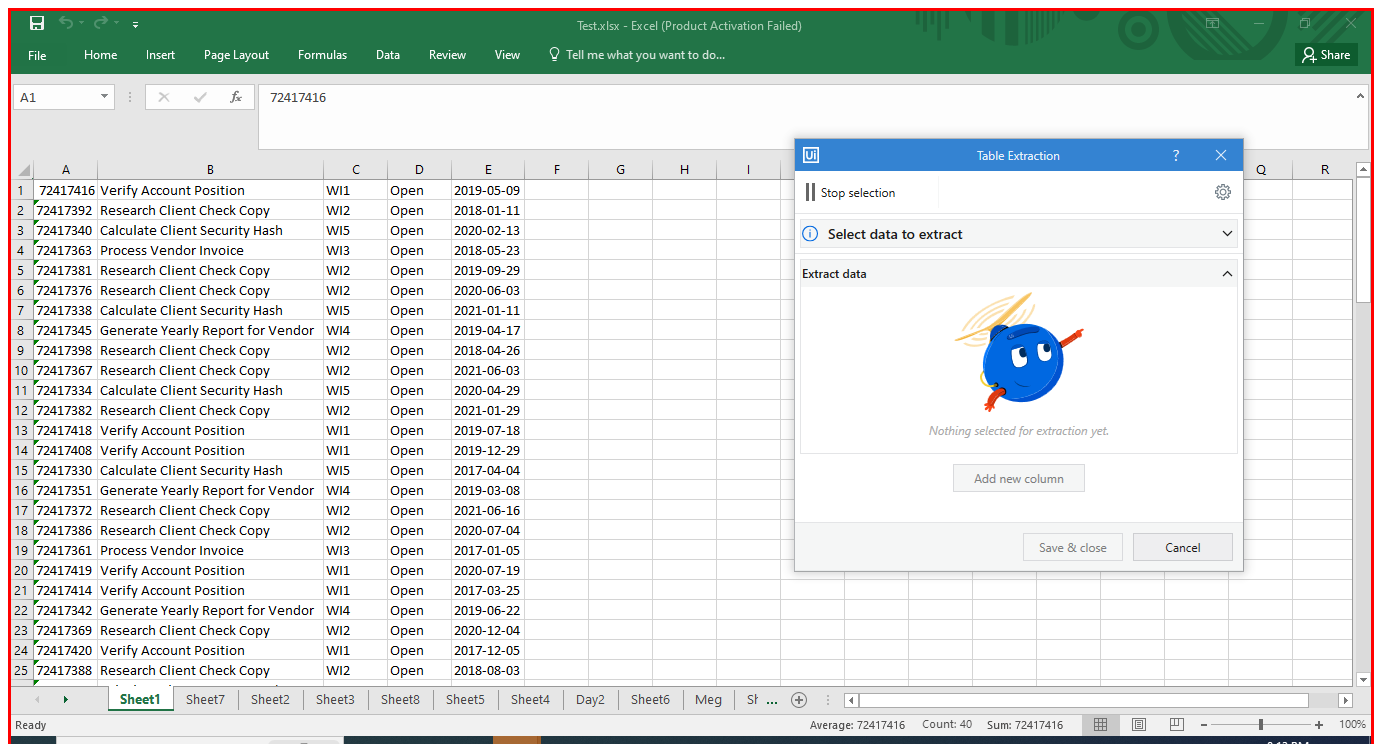 Test.xlsx - Excel (Product Activation Failed)
File Home Insert Page Layout Formulas Data Review View Tell me what you want to do... Share
A1 fx 72417416
Ui Table Extraction ? 
Stop selection
Select data to extract
Extract data
Nothing selected for extraction yet.
Add new column
Save & close Cancel
A B C D E F G H I Q R
1 72417416 Verify Account Position WI1 Open 2019-05-09
2 72417392 Research Client Check Copy WI2 Open 2018-01-11
3 72417340 Calculate Client Security Hash WI5 Open 2020-02-13
4 72417363 Process Vendor Invoice WI3 Open 2018-05-23
5 72417381 Research Client Check Copy WI2 Open 2019-09-29
6 72417376 Research Client Check Copy WI2 Open 2020-06-03
7 72417338 Calculate Client Security Hash WI5 Open 2021-01-11
8 72417345 Generate Yearly Report for Vendor WI4 Open 2019-04-17
9 72417398 Research Client Check Copy WI2 Open 2018-04-26
10 72417367 Research Client Check Copy WI2 Open 2021-06-03
11 72417334 Calculate Client Security Hash WI5 Open 2020-04-29
12 72417382 Research Client Check Copy WI2 Open 2021-01-29
13 72417418 Verify Account Position WI1 Open 2019-07-18
14 72417408 Verify Account Position WI1 Open 2019-12-29
15 72417330 Calculate Client Security Hash WI5 Open 2017-04-04
16 72417351 Generate Yearly Report for Vendor WI4 Open 2019-03-08
17 72417372 Research Client Check Copy WI2 Open 2021-06-16
18 72417386 Research Client Check Copy WI2 Open 2020-07-04
19 72417361 Process Vendor Invoice WI3 Open 2017-01-05
20 72417419 Verify Account Position WI1 Open 2020-07-19
21 72417414 Verify Account Position WI1 Open 2017-03-25
22 72417342 Generate Yearly Report for Vendor WI4 Open 2019-06-22
23 72417369 Research Client Check Copy WI2 Open 2020-12-04
24 72417420 Verify Account Position WI1 Open 2017-12-05
25 72417388 Research Client Check Copy WI2 Open 2018-08-03
Sheet1 Sheet7 Sheet2 Sheet3 Sheet8 Sheet5 Sheet4 Day2 Sheet6 Meg Sh ...
Ready Average: 72417416 Count: 40 Sum: 72417416 100%